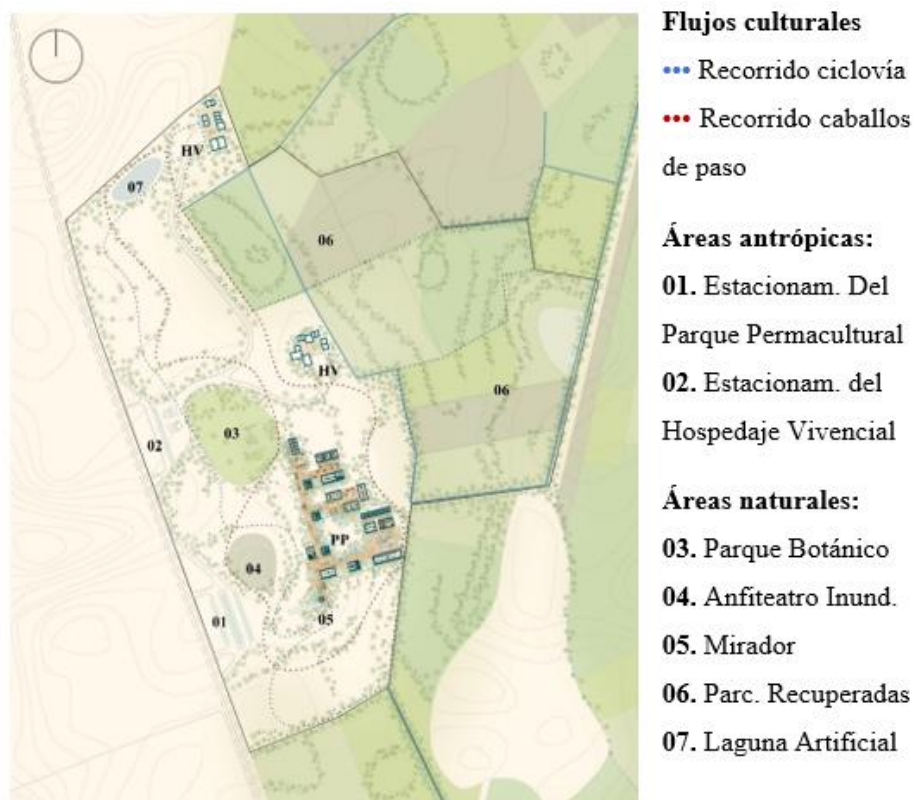 HV
07
06
HV
06
03
02
PP
04
01
05
Flujos culturales
Recorrido ciclovía
Recorrido caballos
de paso
Áreas antrópicas:
01. Estacionam. Del
Parque Permacultural
02. Estacionam. del
Hospedaje Vivencial
Áreas naturales:
03. Parque Botánico
04. Anfiteatro Inund.
05. Mirador
06. Parc. Recuperadas
07. Laguna Artificial